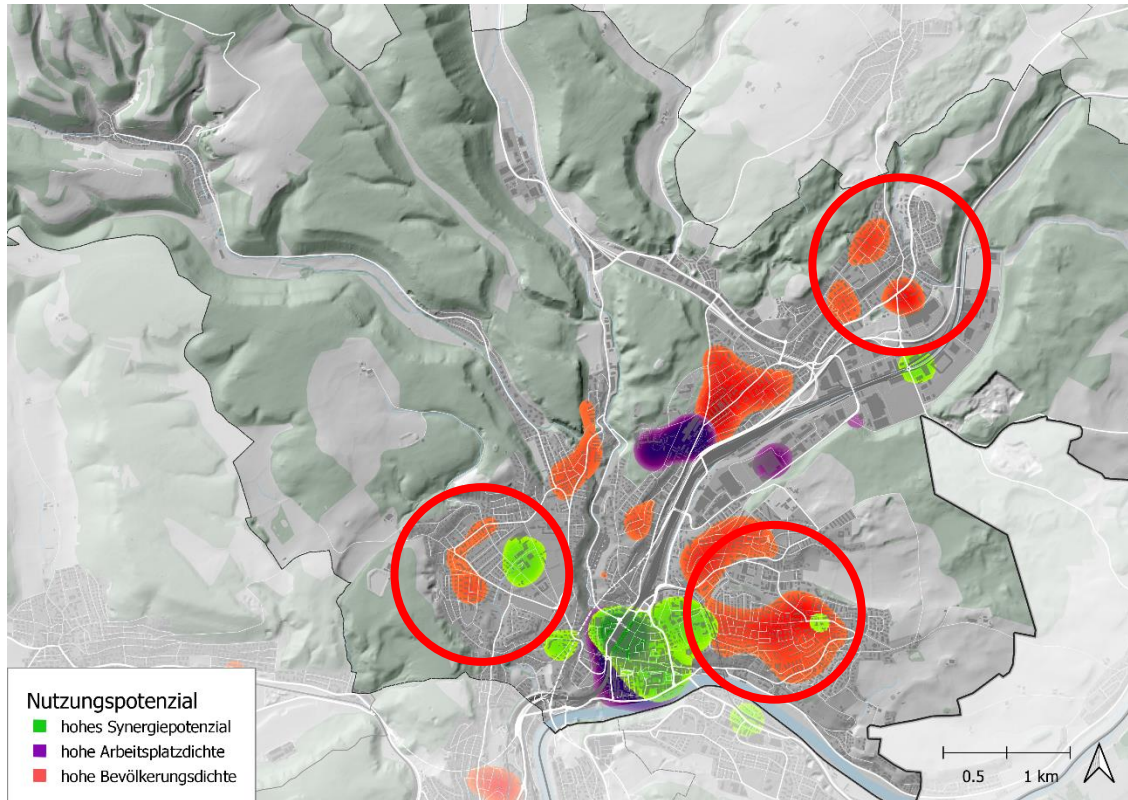 Nutzungspotenzial
hohes Synergiepotenzial
hohe Arbeitsplatzdichte
hohe Bevölkerungsdichte
0.5 1 km